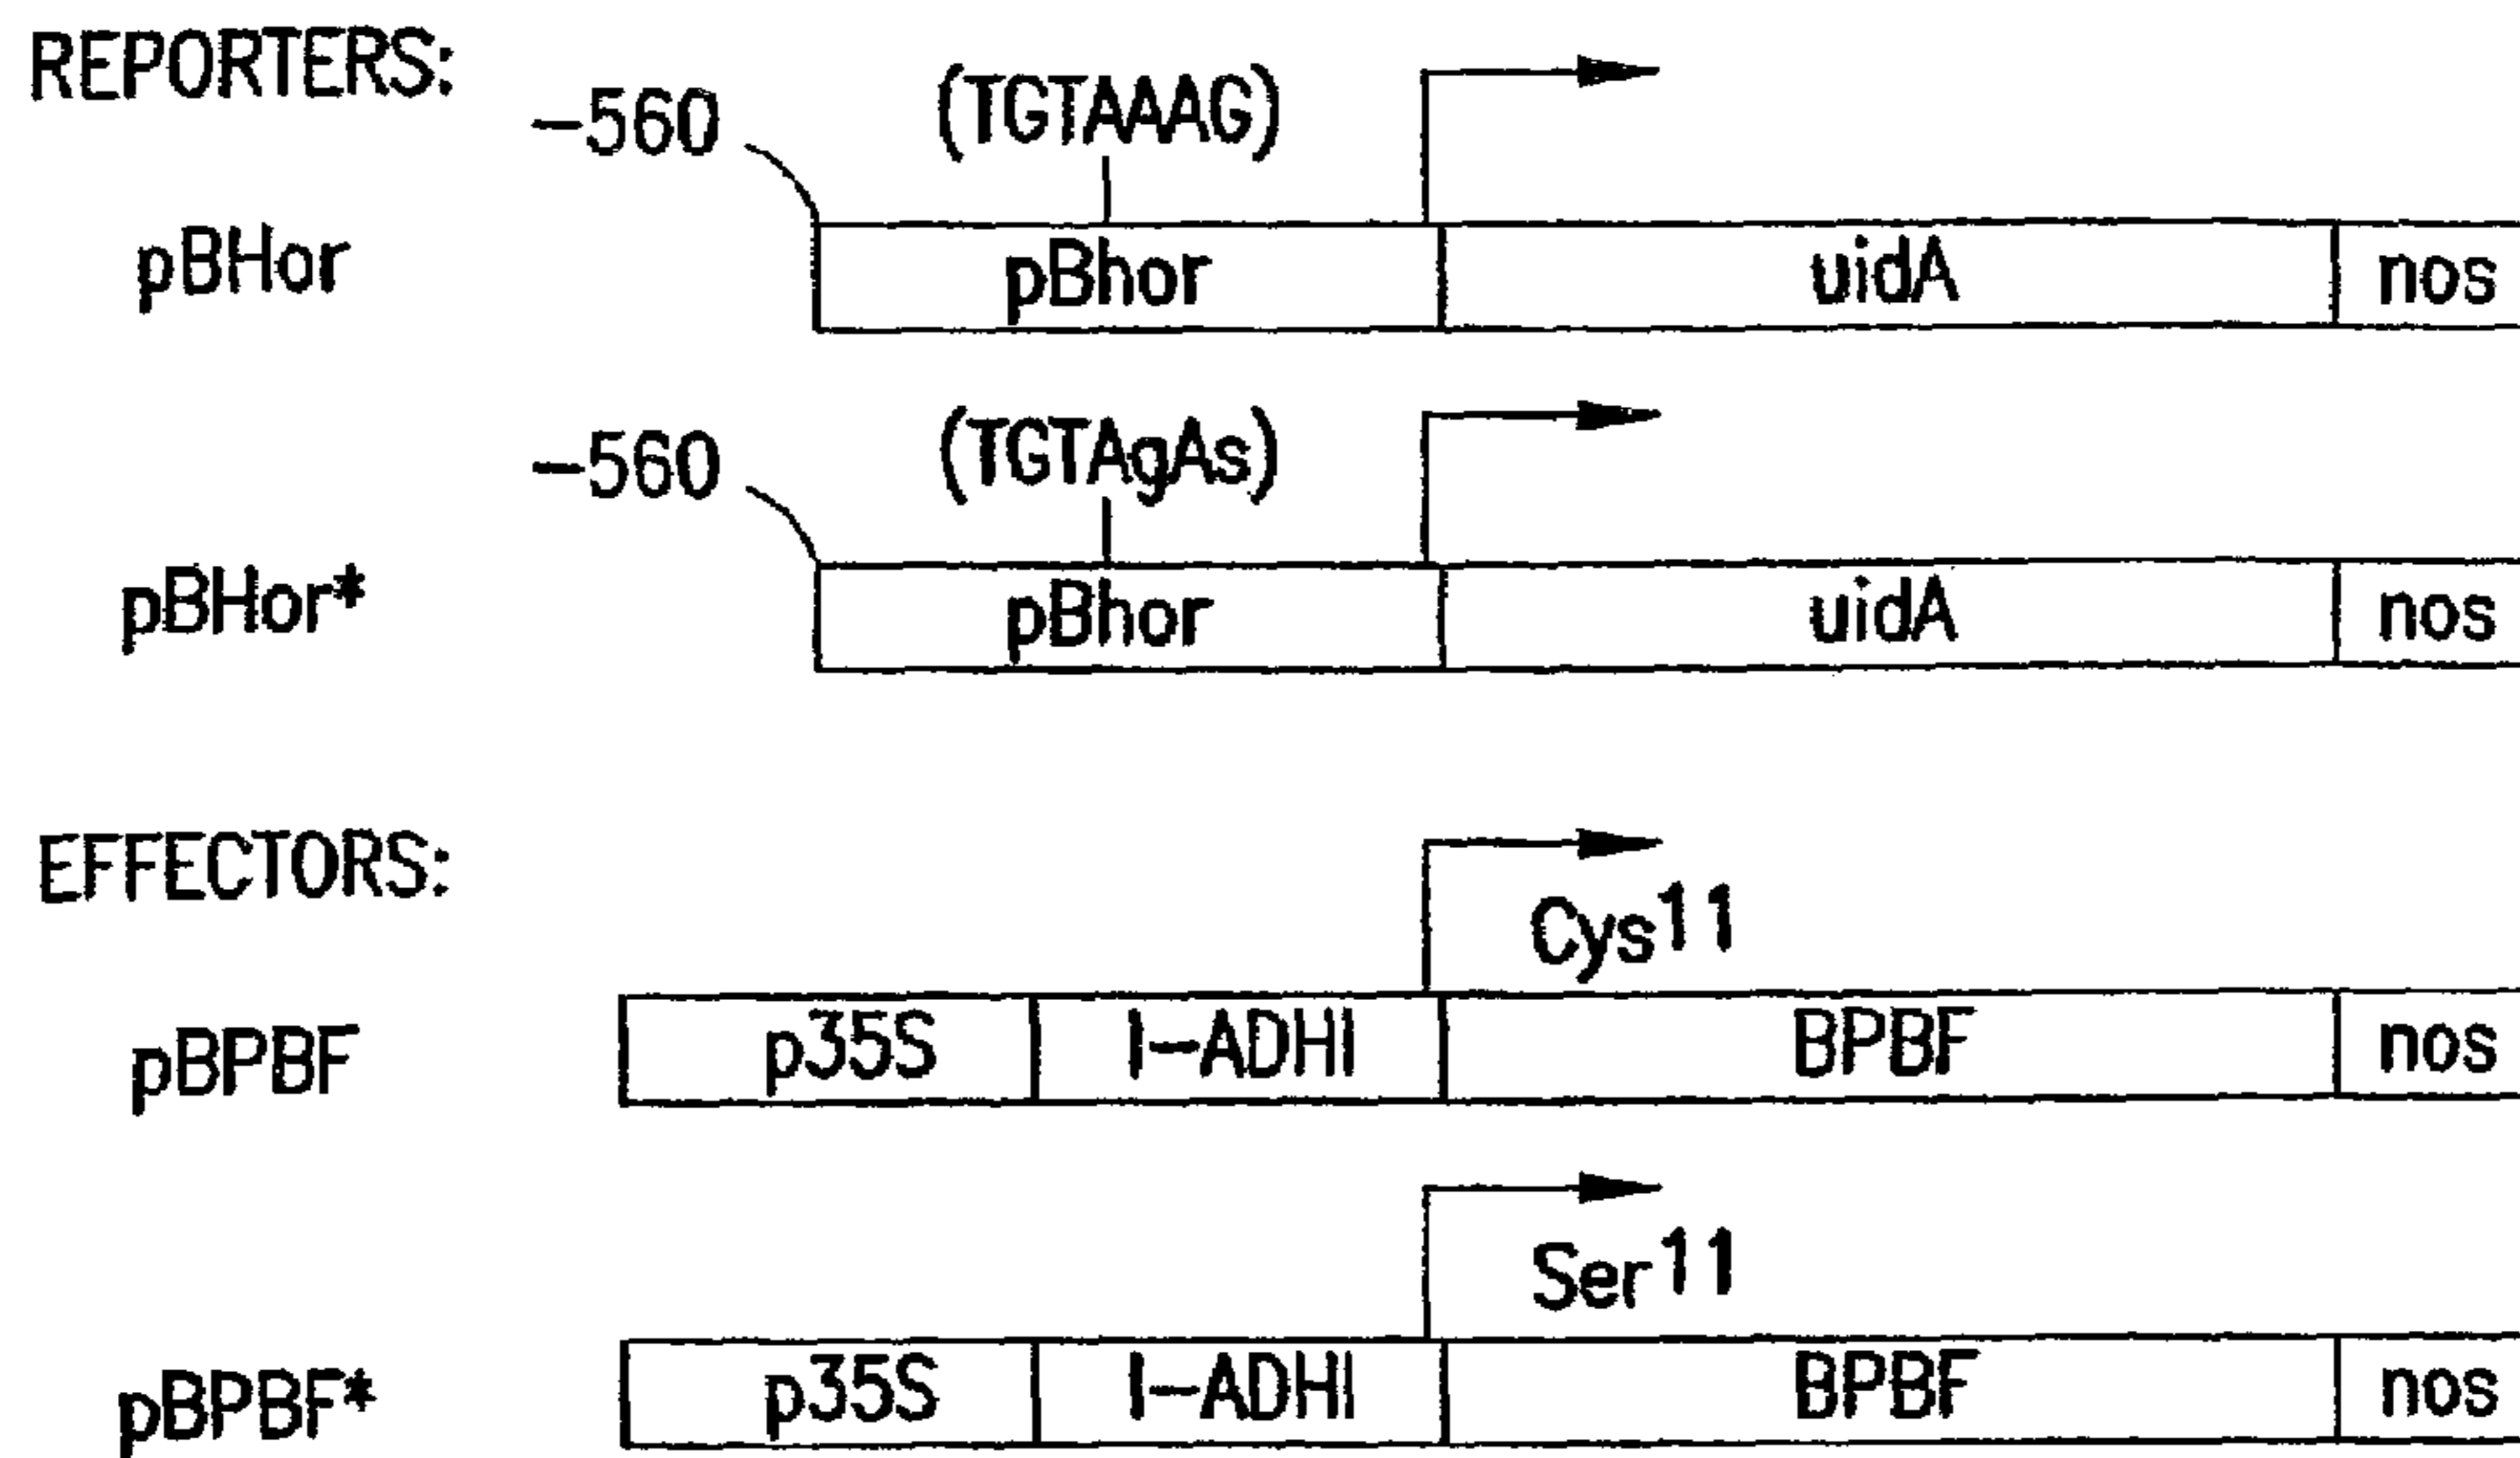 REPORTERS:
-560 (TGTAAAG)
pBHor pBhor uidA nos
-560 (TGTAgAs)
pBHor* pBhor uidA nos
EFFECTORS:
Cys11
pBPBF p35S I-ADHI BPBF nos
Ser11
pBPBF* p35S I-ADHI BPBF nos